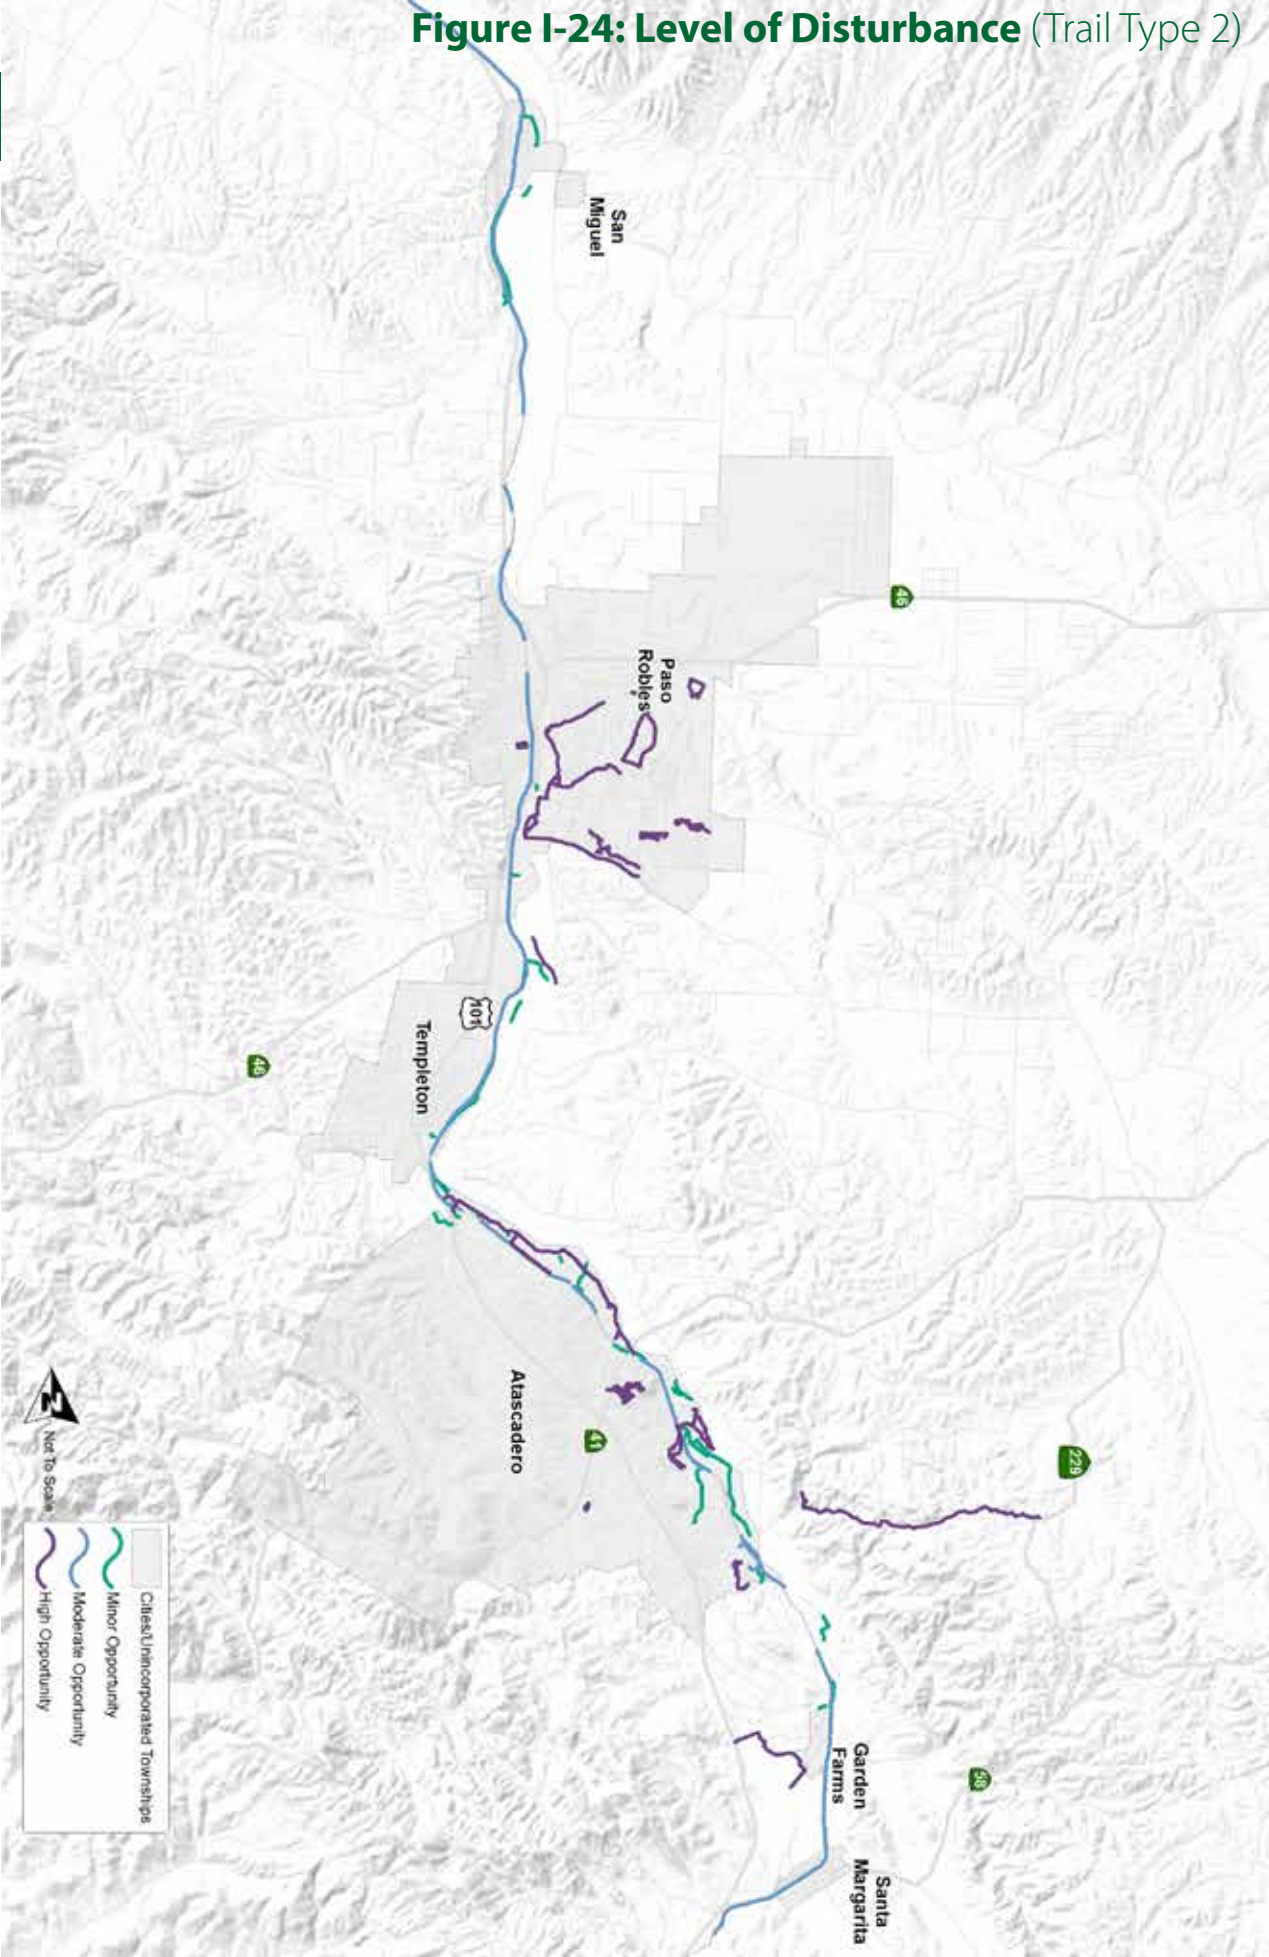 Figure I-24: Level of Disturbance (Trail Type 2)
San
Miguel
46
Paso
Robles
101
Templeton
46
Atascadero
41
229
Garden
Farms
58
Santa
Margarita
N
Not To Scale
Cities/Unincorporated Townships
Minor Opportunity
Moderate Opportunity
High Opportunity